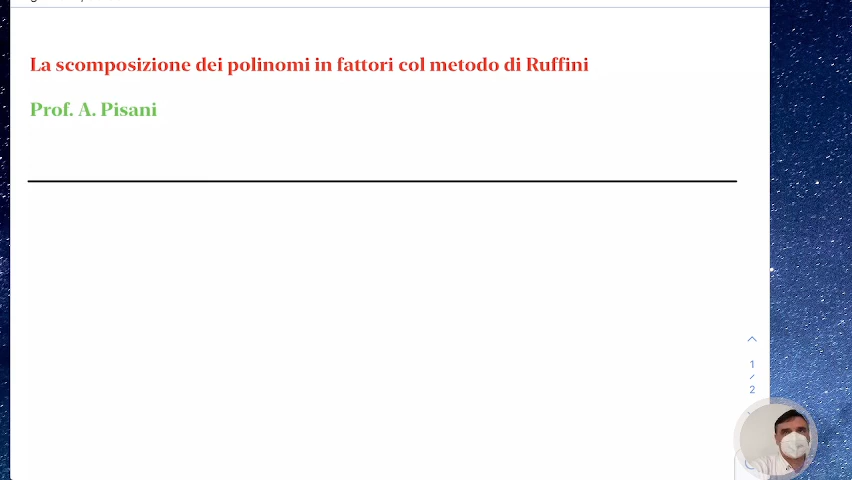 La scomposizione dei polinomi in fattori col metodo di Ruffini
Prof. A. Pisani
1
/
2